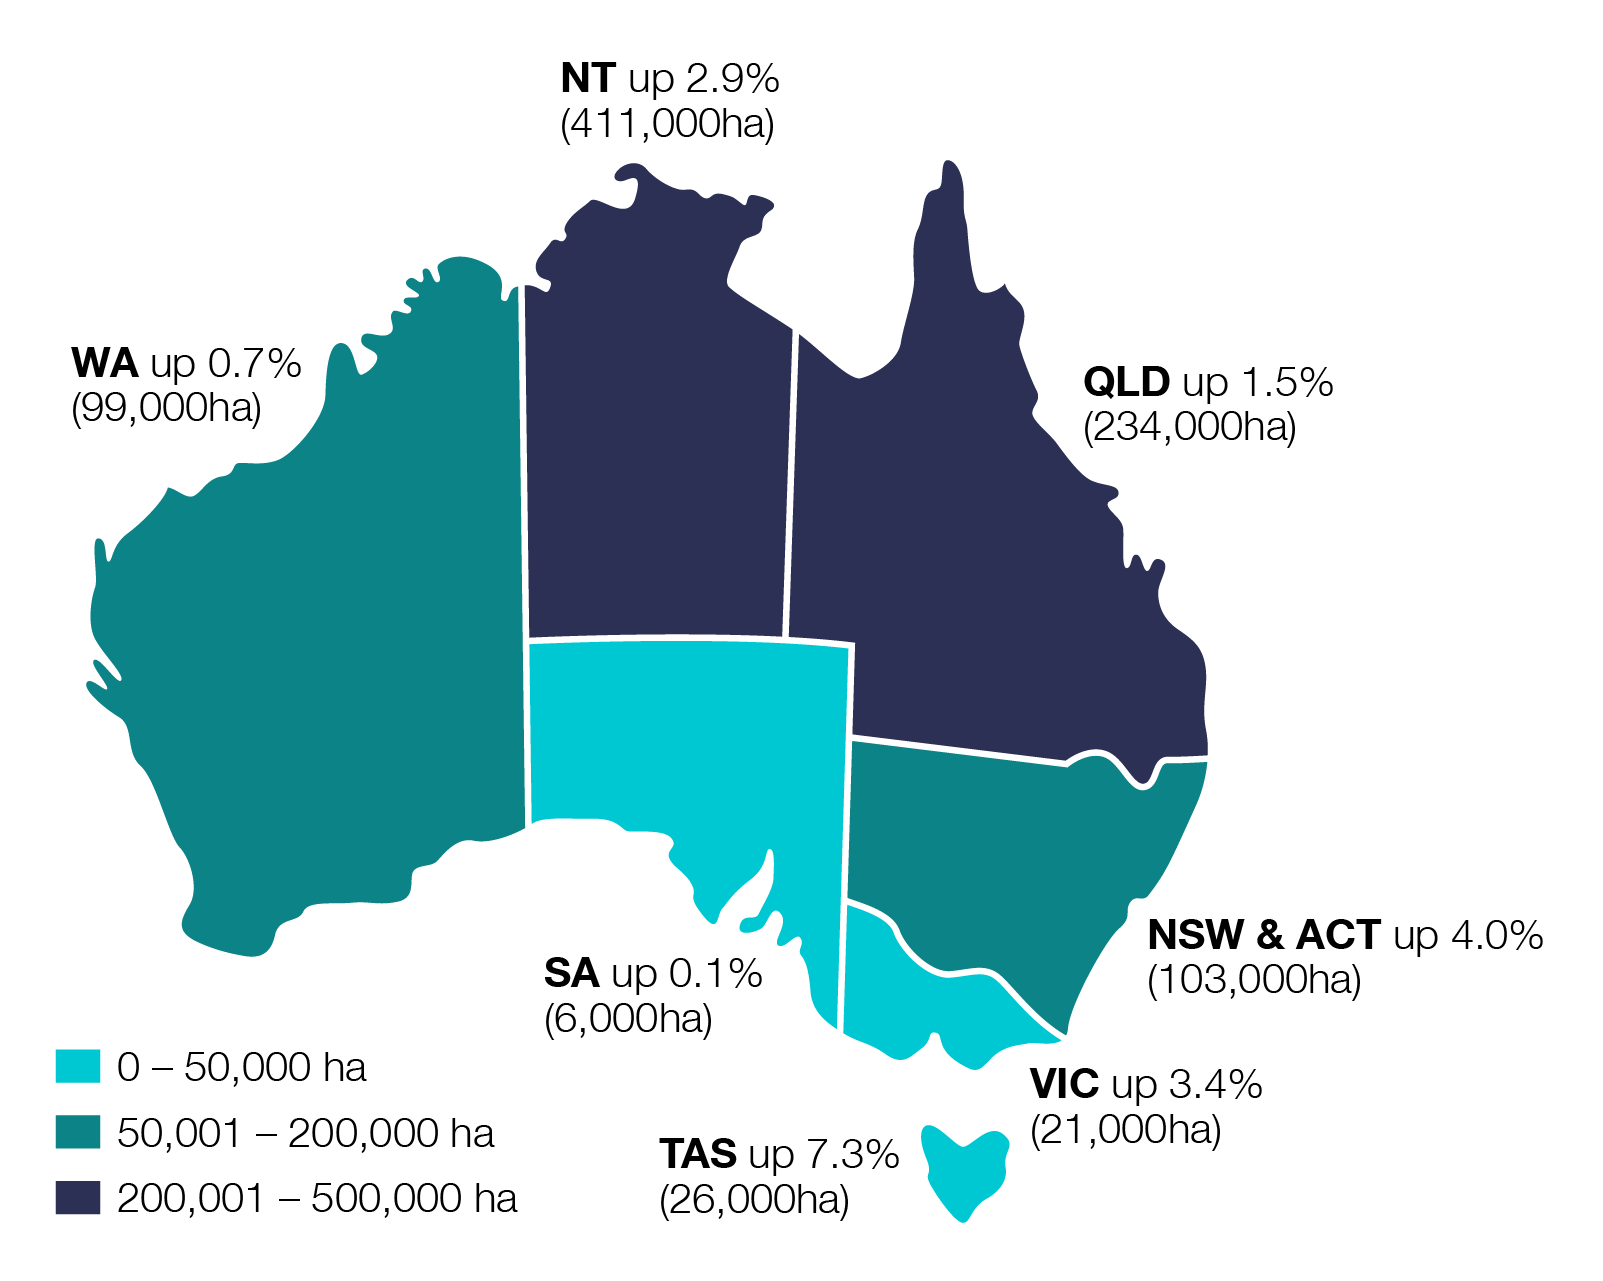 NT up 2.9%
(411,000ha)
WA up 0.7%
(99,000ha)
QLD up 1.5%
(234,000ha)
NSW & ACT up 4.0%
(103,000ha)
SA up 0.1%
(6,000ha)
VIC up 3.4%
(21,000ha)
TAS up 7.3%
(26,000ha)
0 – 50,000 ha
50,001 – 200,000 ha
200,001 – 500,000 ha